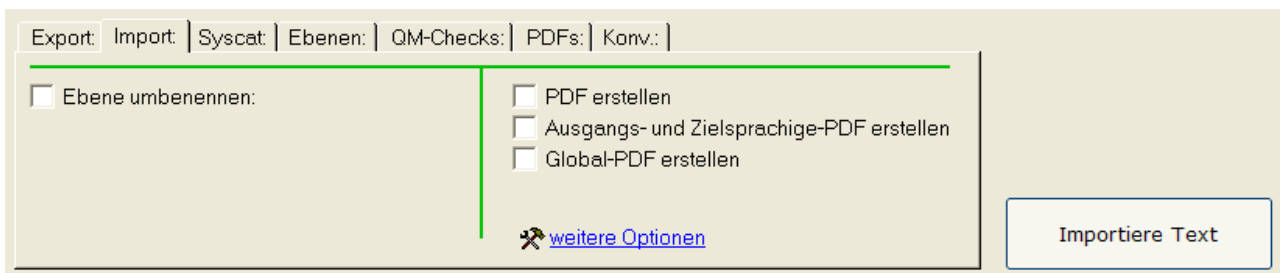 Export: Import: Syscat: Ebenen: QM-Checks: PDFs: Konv.:
Ebene umbenennen:
PDF erstellen
Ausgangs- und Zielsprachige-PDF erstellen
Global-PDF erstellen
weitere Optionen
Importiere Text